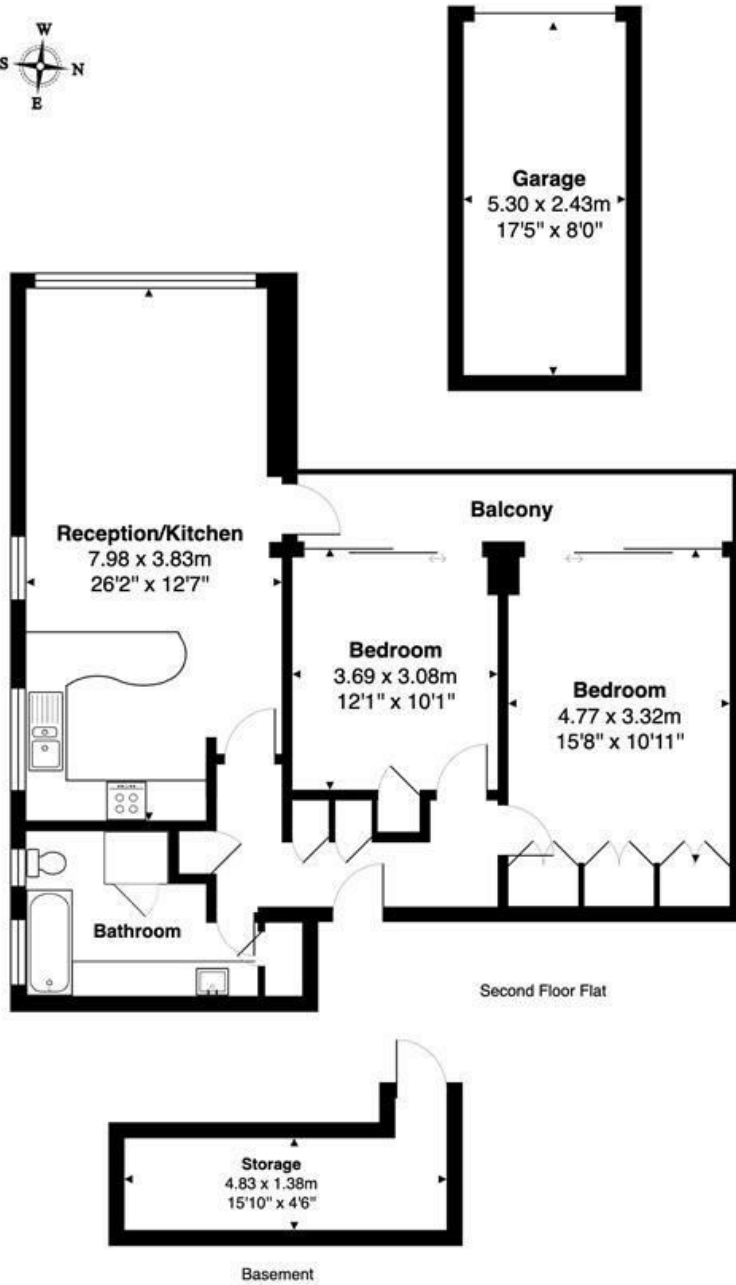 W
S N
E
Garage
5.30 x 2.43m
17'5" x 8'0"
Reception/Kitchen
7.98 x 3.83m
26'2" x 12'7"
Balcony
Bedroom
3.69 x 3.08m
12'1" x 10'1"
Bedroom
4.77 x 3.32m
15'8" x 10'11"
Bathroom
Second Floor Flat
Storage
4.83 x 1.38m
15'10" x 4'6"
Basement